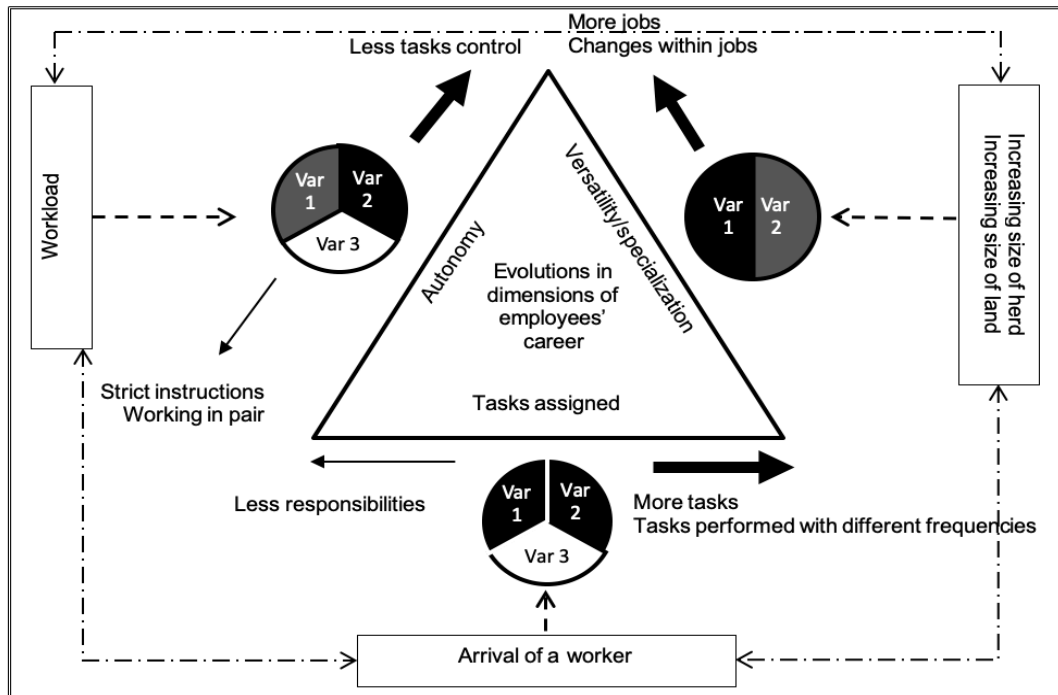 More jobs
Changes within jobs
Less tasks control
Workload
Var
1
Var
2
Var 3
Autonomy
Versatility/specialization
Var
1
Var
2
Increasing size of herd
Increasing size of land
Evolutions in
dimensions of
employees'
career
Strict instructions
Working in pair
Tasks assigned
Less responsibilities
Var
1
Var
2
Var 3
More tasks
Tasks performed with different frequencies
Arrival of a worker